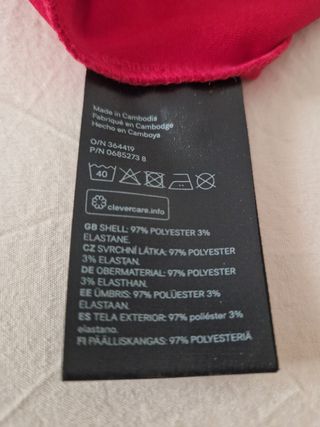 Made in Cambodia
Fabriqué en Cambodge
Hecho en Camboya
O/N 364419
P/N 0685273 8
40
clevercare.info
GB SHELL: 97% POLYESTER 3%
ELASTANE.
CZ SVRCHNÍ LÁTKA: 97% POLYESTER
3% ELASTAN.
DE OBERMATERIAL: 97% POLYESTER
3% ELASTHAN.
EE ÜMBRIS: 97% POLÜESTER 3%
ELASTAAN.
ES TELA EXTERIOR: 97% poliéster 3%
elastano.
FI PÄÄLLISKANGAS: 97% POLYESTERIÄ